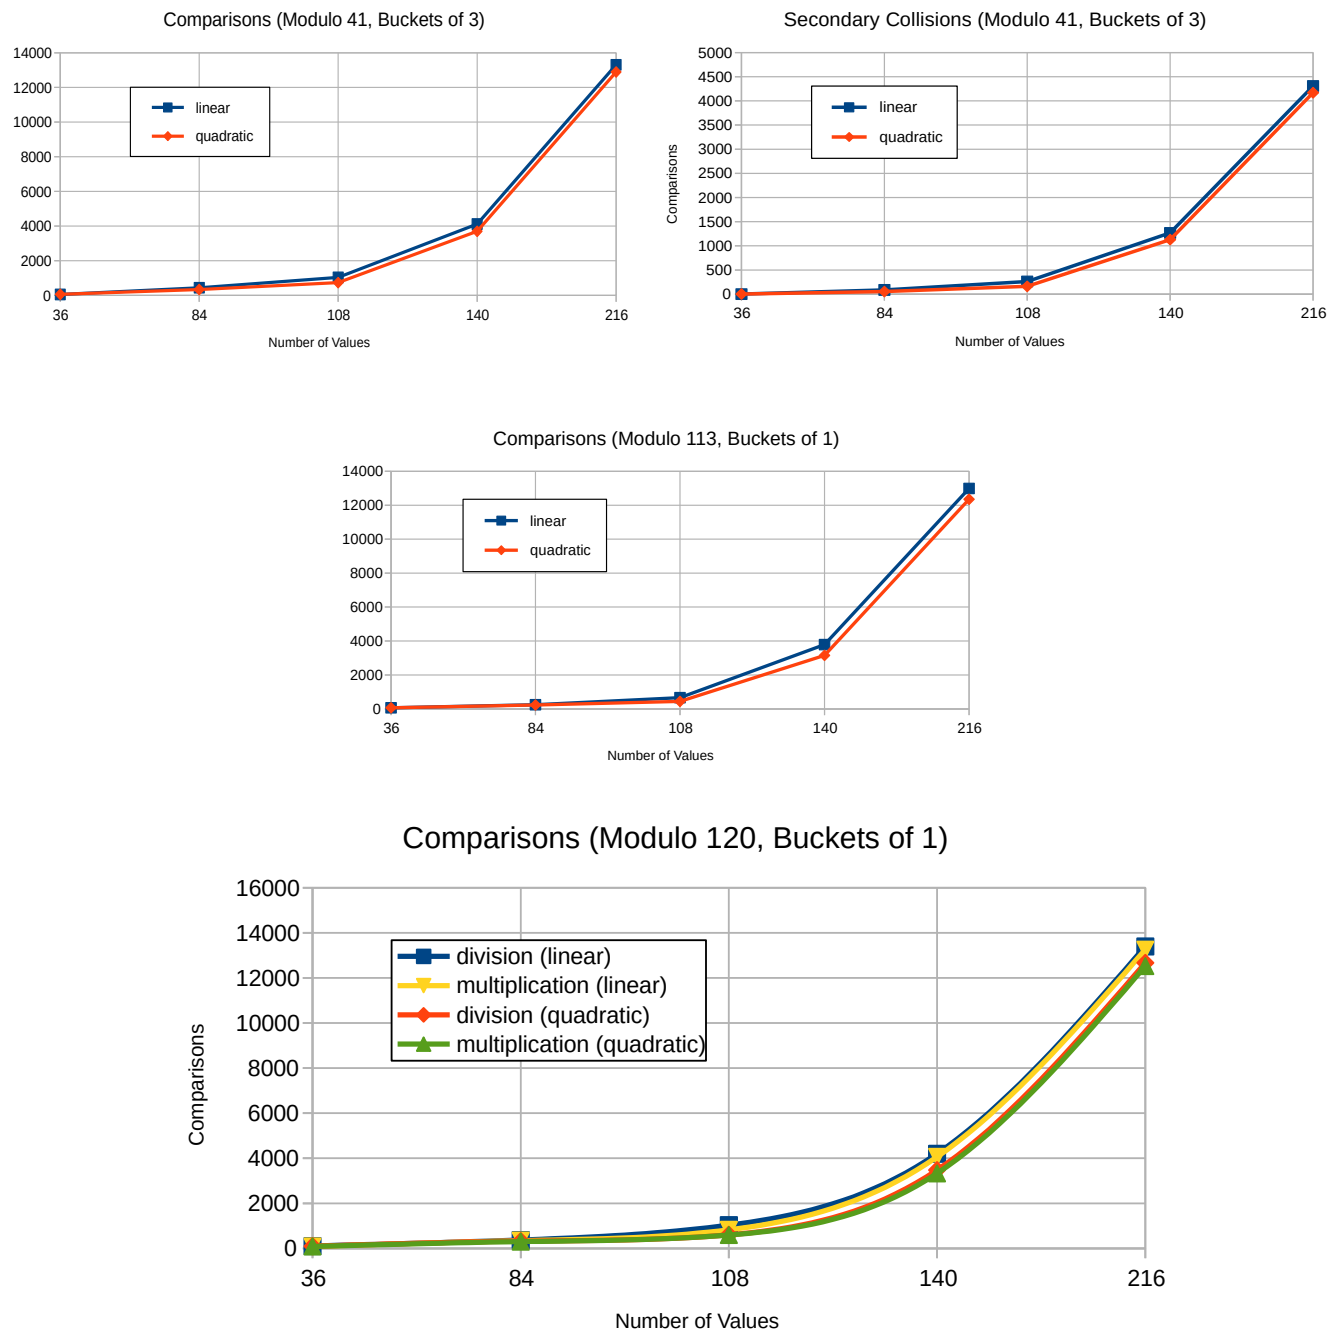 Comparisons (Modulo 41, Buckets of 3)
14000
12000
10000
8000
6000
4000
2000
0
linear
quadratic
36 84 108 140 216
Number of Values
Secondary Collisions (Modulo 41, Buckets of 3)
5000
4500
4000
3500
3000
2500
2000
1500
1000
500
0
Comparisons
linear
quadratic
36 84 108 140 216
Number of Values
Comparisons (Modulo 113, Buckets of 1)
14000
12000
10000
8000
6000
4000
2000
0
linear
quadratic
36 84 108 140 216
Number of Values
Comparisons (Modulo 120, Buckets of 1)
16000
14000
12000
10000
8000
6000
4000
2000
0
Comparisons
division (linear)
multiplication (linear)
division (quadratic)
multiplication (quadratic)
36 84 108 140 216
Number of Values